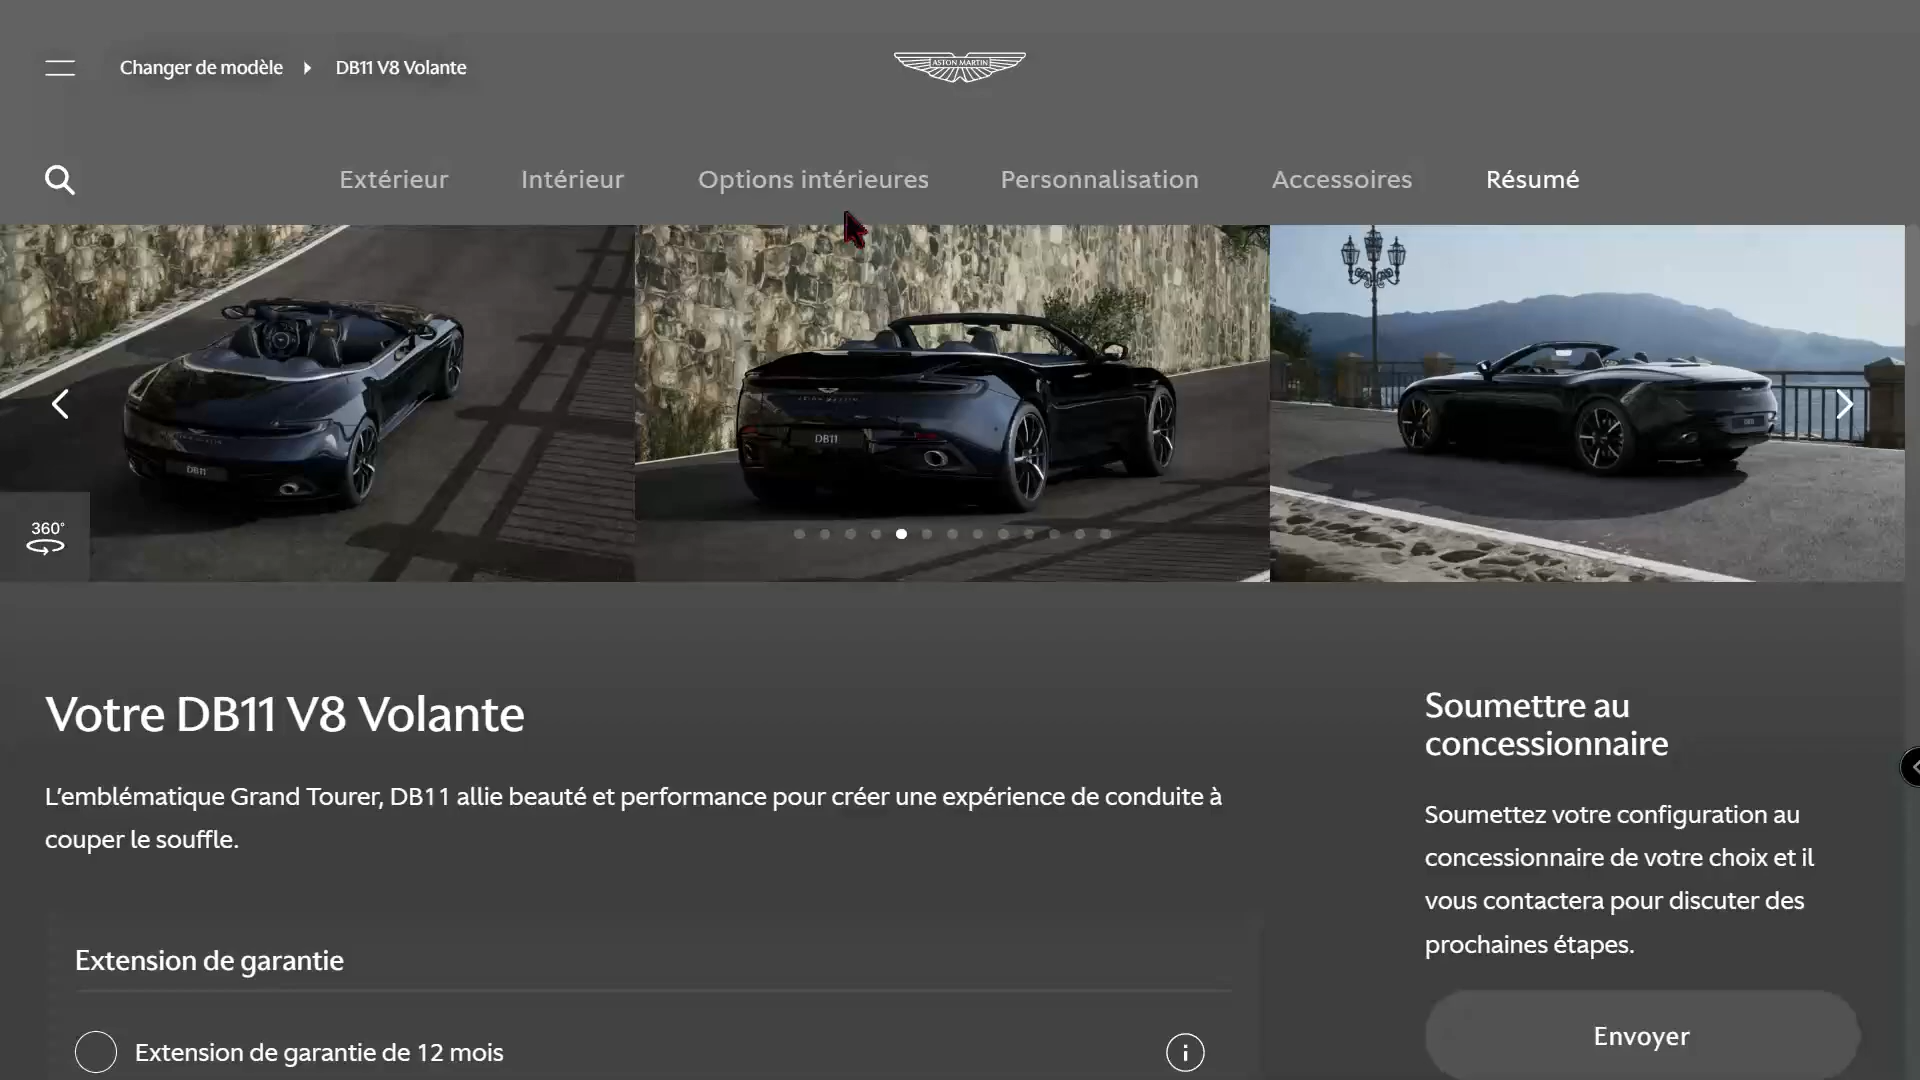 Changer de modèle
DB11 V8 Volante
ASTON MARTIN
Extérieur
Intérieur
Options intérieures
Personnalisation
Accessoires
Résumé
DB11
DB11
DB11
360°
Votre DB11 V8 Volante
L'emblématique Grand Tourer, DB11 allie beauté et performance pour créer une expérience de conduite à
couper le souffle.
Extension de garantie
Extension de garantie de 12 mois
Soumettre au
concessionnaire
Soumettez votre configuration au
concessionnaire de votre choix et il
vous contactera pour discuter des
prochaines étapes.
Envoyer